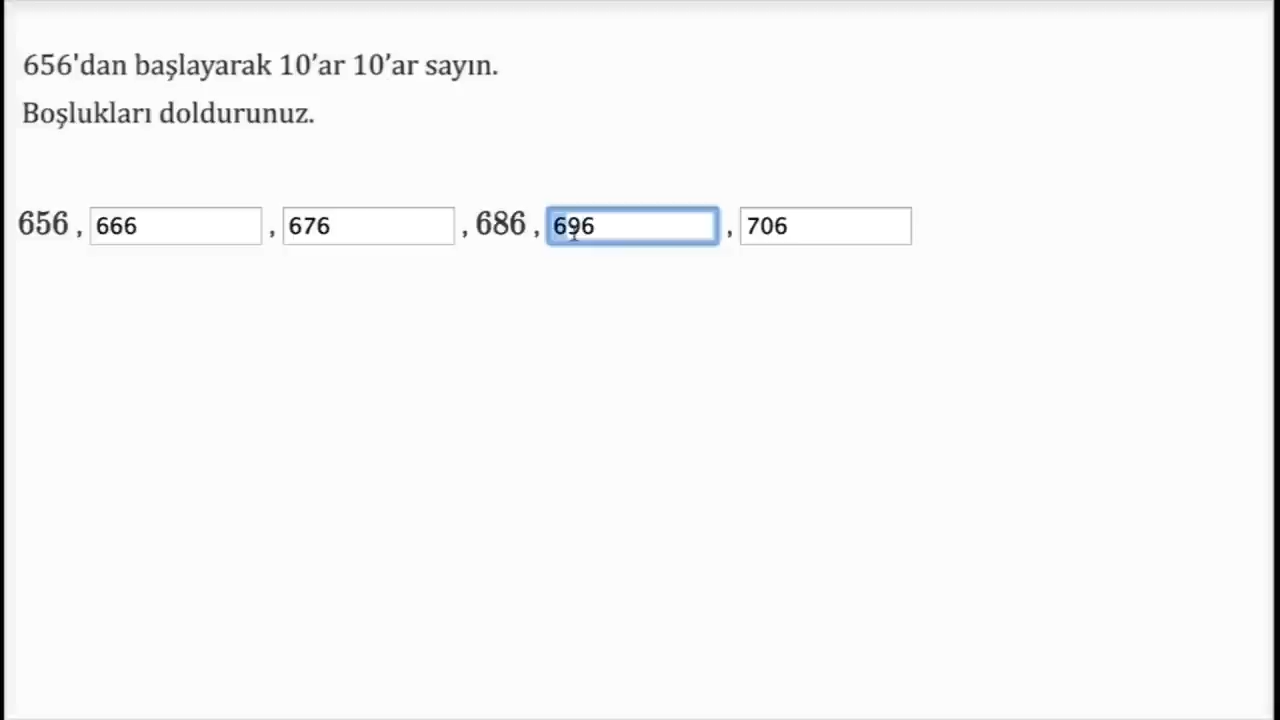 656'dan başlayarak 10’ar 10’ar sayın.
Boşlukları doldurunuz.
656 , 666 , 676 , 686 , 696 , 706